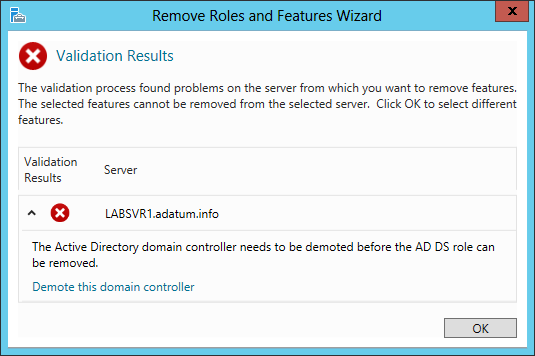 Remove Roles and Features Wizard
x
Validation Results
The validation process found problems on the server from which you want to remove features.
The selected features cannot be removed from the selected server.  Click OK to select different
features.
Validation
Results
Server
LABSVR1.adatum.info
The Active Directory domain controller needs to be demoted before the AD DS role can
be removed.
Demote this domain controller
OK